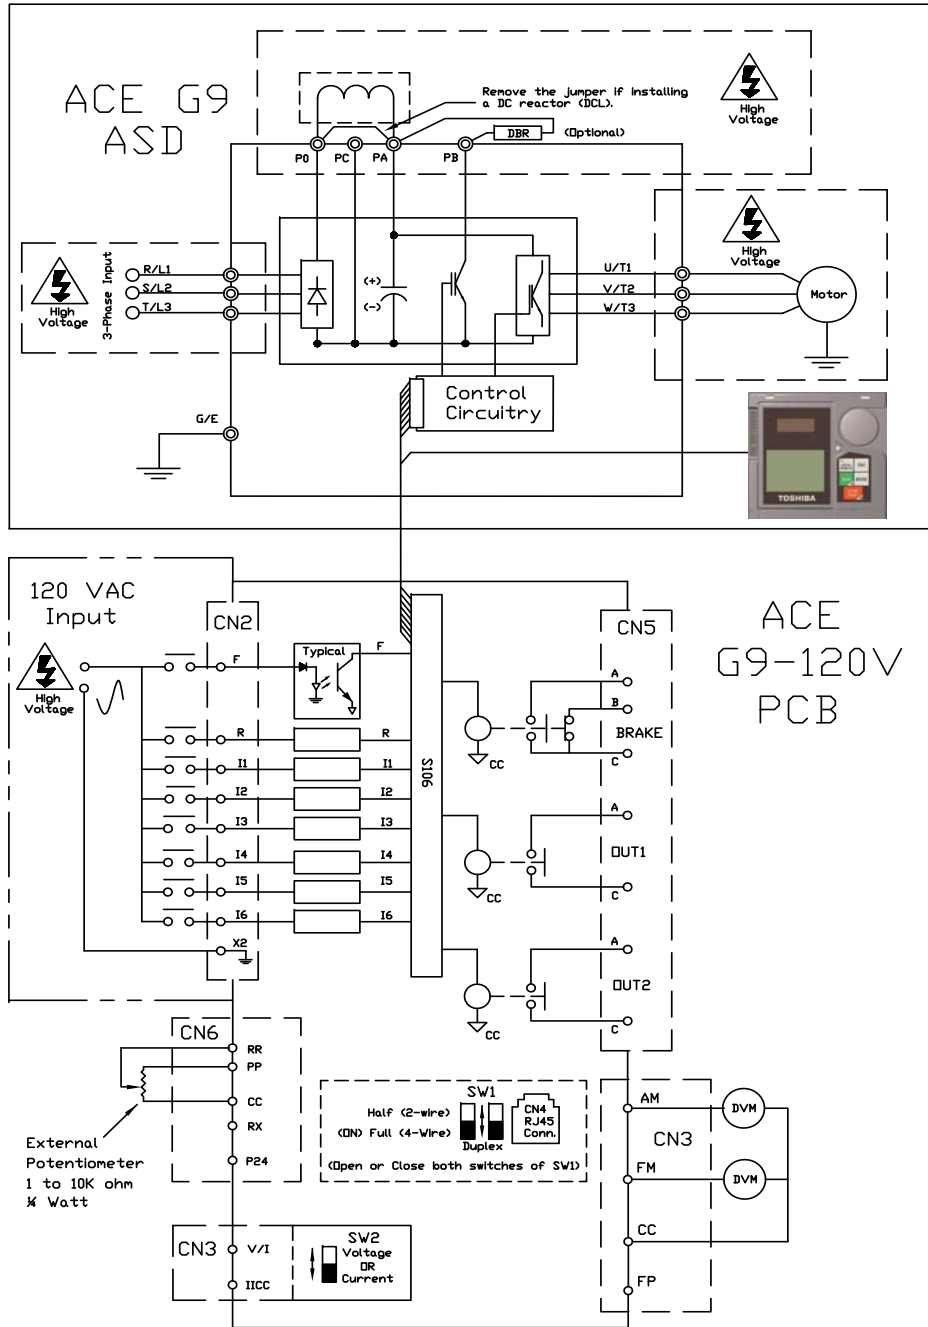 ACE G9
ASD
Remove the jumper if installing
a DC reactor (DCL).
DBR
(Optional)
High
Voltage
PO
PC
PA
PB
High
Voltage
3-Phase Input
R/L1
S/L2
T/L3
(+)
(-)
U/T1
V/T2
W/T3
High
Voltage
Motor
G/E
Control
Circuitry
TOSHIBA
120 VAC
Input
High
Voltage
CN2
F
Typical
F
R
R
I1
I1
I2
I2
I3
I3
I4
I4
I5
I5
I6
I6
X2
S106
CC
CC
CC
CN5
A
B
BRAKE
C
A
OUT1
C
A
OUT2
C
ACE
G9-120V
PCB
CN6
RR
PP
CC
RX
P24
External
Potentiometer
1 to 10K ohm
¼ Watt
SW1
Half (2-wire)
(ON) Full (4-Wire)
Duplex
CN4
RJ45
Conn.
(Open or Close both switches of SW1)
CN3
V/I
IICC
SW2
Voltage
OR
Current
AM
DVM
CN3
FM
DVM
CC
FP